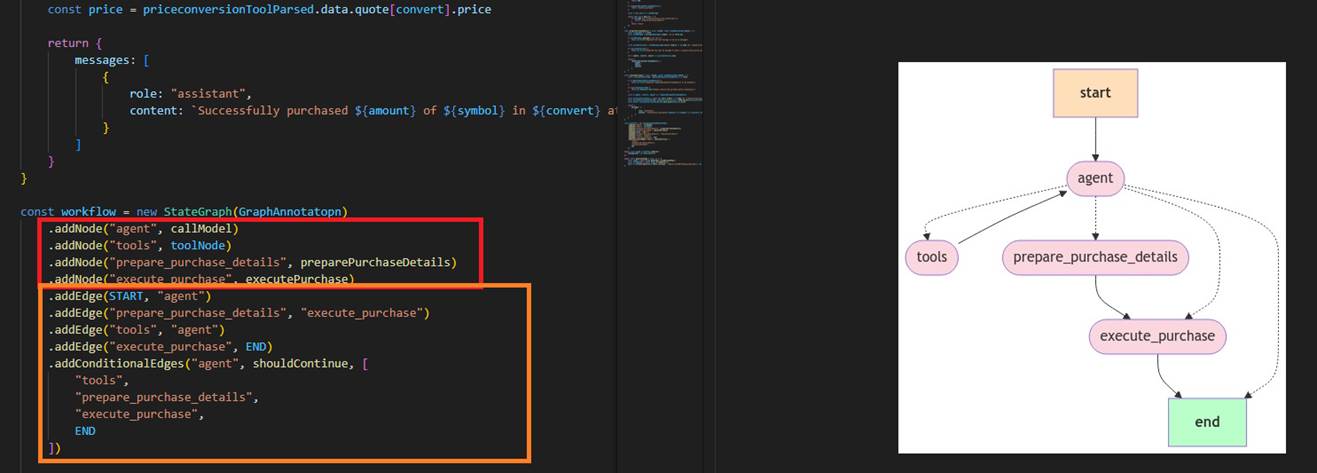 const price = priceconversionToolParsed.data.quote[convert].price
return {
messages: [
{
role: "assistant",
content: `Successfully purchased ${amount} of ${symbol} in ${convert} at
}
]
}
}
const workflow = new StateGraph(GraphAnnotatopn)
.addNode("agent", callModel)
.addNode("tools", toolNode)
.addNode("prepare_purchase_details", preparePurchaseDetails)
.addNode("execute_purchase", executePurchase)
.addEdge(START, "agent")
.addEdge("prepare_purchase_details", "execute_purchase")
.addEdge("tools", "agent")
.addEdge("execute_purchase", END)
.addConditionalEdges("agent", shouldContinue, [
"tools",
"prepare_purchase_details",
"execute_purchase",
END
])
start
agent
tools
prepare_purchase_details
execute_purchase
end